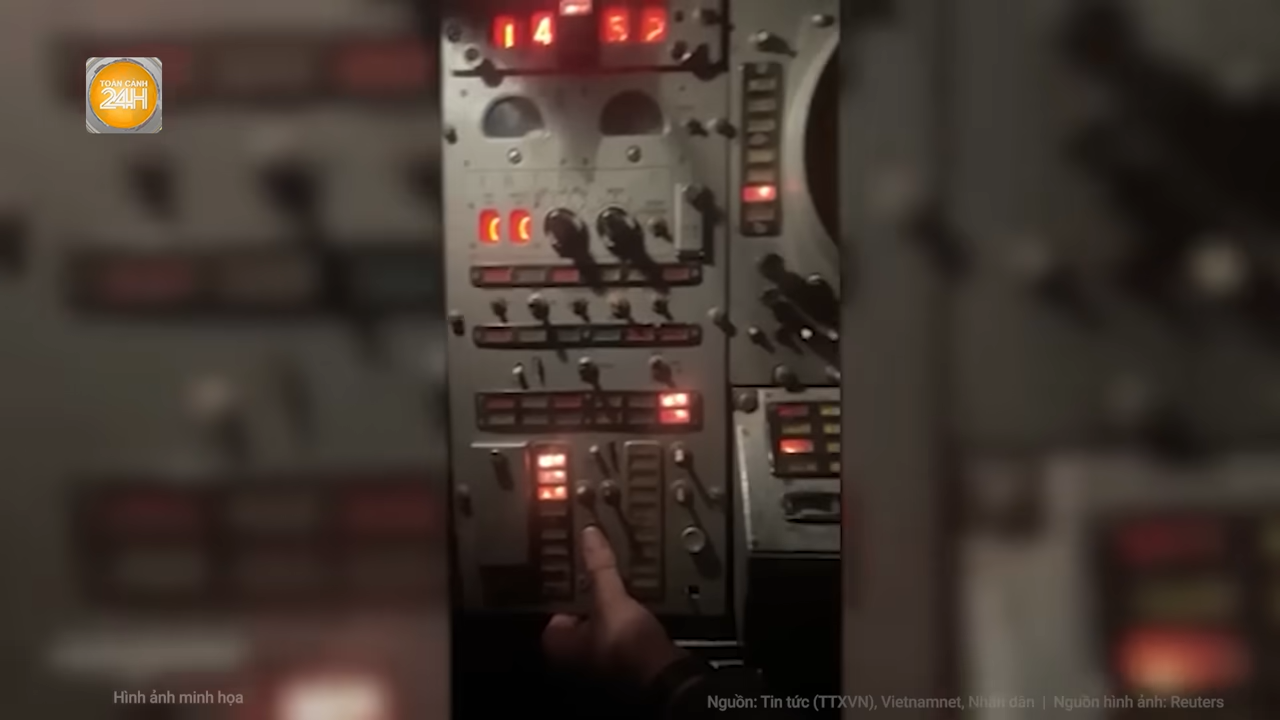 14 52
TOÀN CẢNH
24H
Hình ảnh minh họa
Nguồn: Tin tức (TTXVN), Vietnamnet, Nhân dân | Nguồn hình ảnh: Reuters